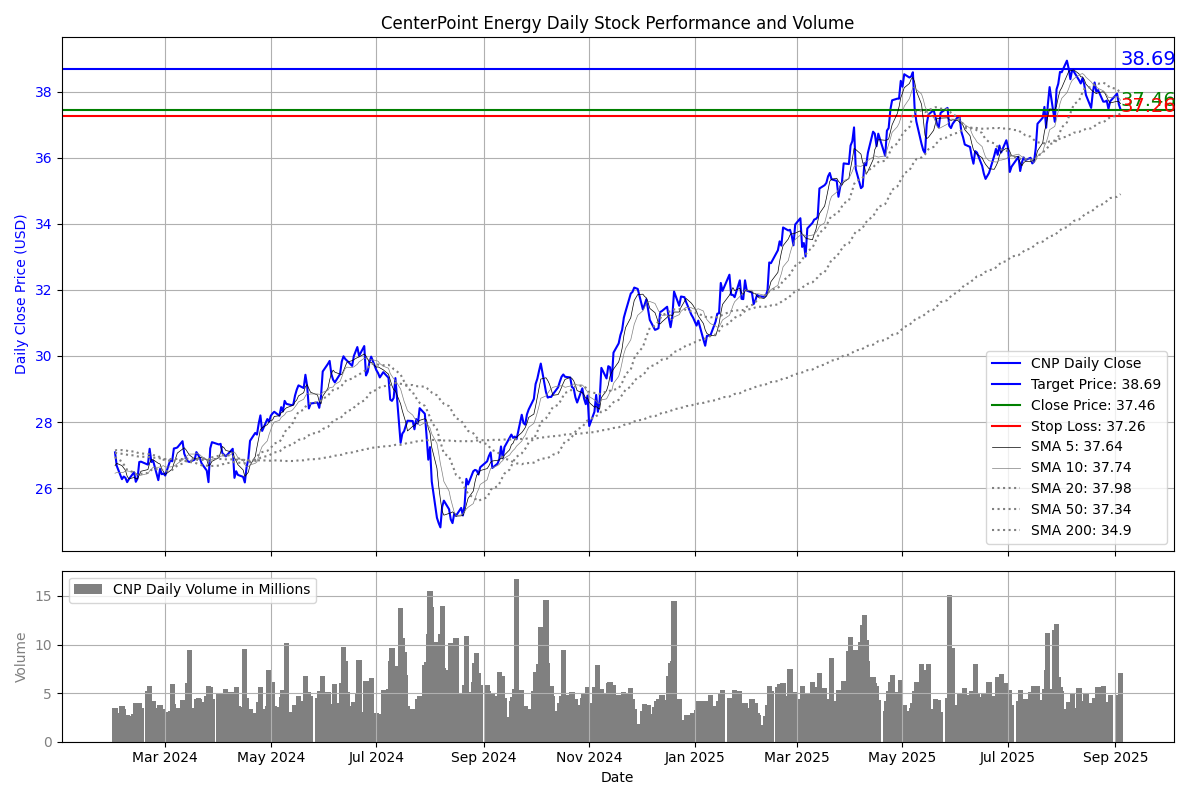 CenterPoint Energy Daily Stock Performance and Volume
38.69
37.46
37.26
38
36
34
32
30
28
26
Daily Close Price (USD)
CNP Daily Close
Target Price: 38.69
Close Price: 37.46
Stop Loss: 37.26
SMA 5: 37.64
SMA 10: 37.74
SMA 20: 37.98
SMA 50: 37.34
SMA 200: 34.9
CNP Daily Volume in Millions
15
10
5
0
Volume
Mar 2024 May 2024 Jul 2024 Sep 2024 Nov 2024 Jan 2025 Mar 2025 May 2025 Jul 2025 Sep 2025
Date